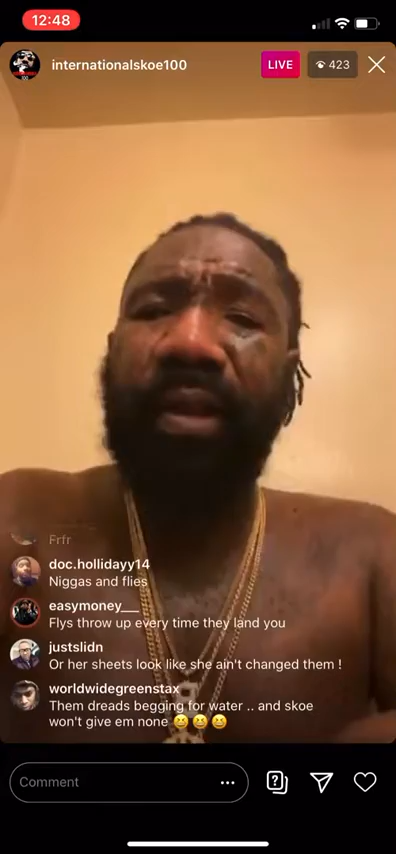 12:48
internationalskoe100
LIVE
423
Frfr
doc.hollidayy14
Niggas and flies
easymoney__
Flys throw up every time they land you
justslidn
Or her sheets look like she ain't changed them !
worldwidegreenstax
Them dreads begging for water .. and skoe
won't give em none 😆😆😆
Comment